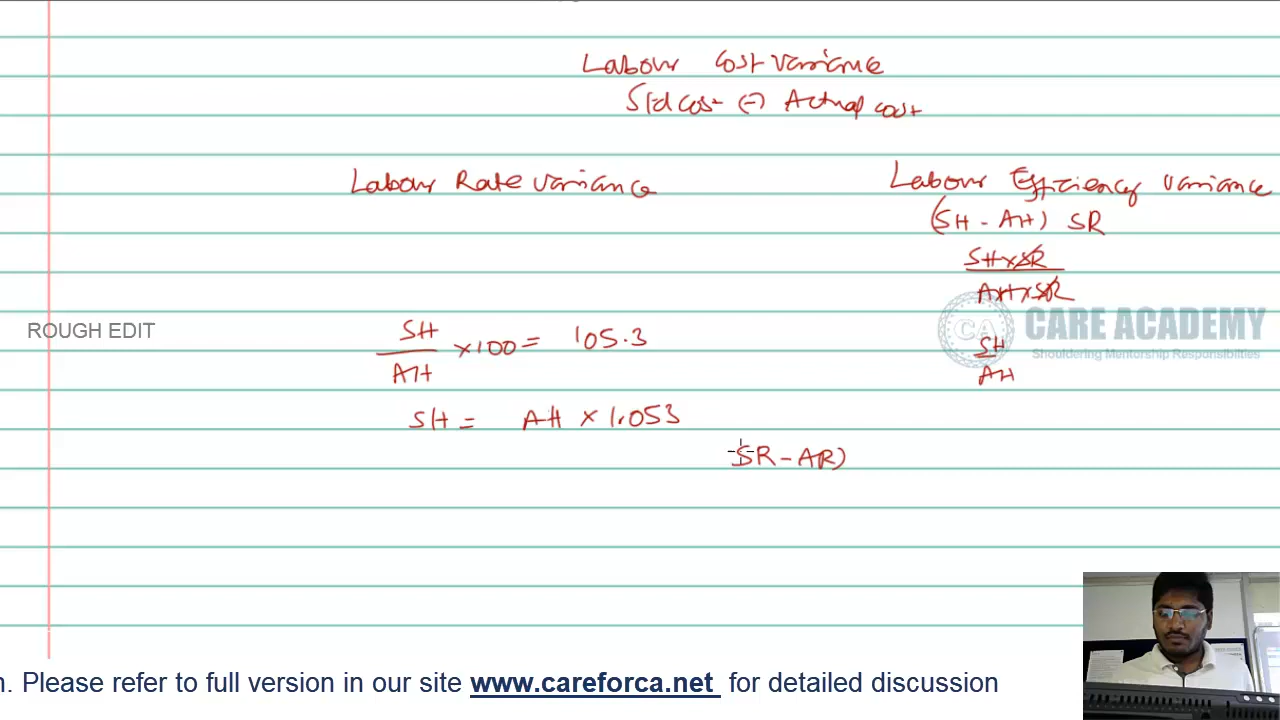 Labour Cost Variance
Std cost (-) Actual cost
Labour Rate Variance
Labour Efficiency Variance
(SH - AH) SR
SH×SR
AH×SR
ROUGH EDIT
CA
CARE ACADEMY
Shouldering Mentorship Responsibilities
SH
AH
×100 = 105.3
SH
AH
SH = AH × 1.053
SR - AR)
n. Please refer to full version in our site www.careforca.net for detailed discussion